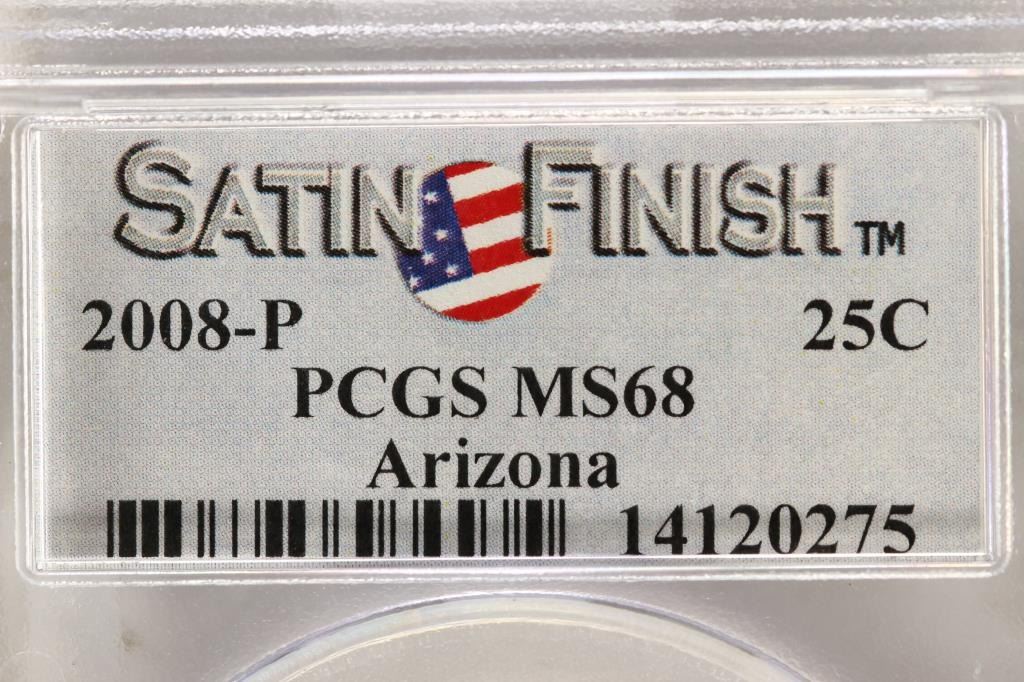 SATIN FINISH™
2008-P 25C
PCGS MS68
Arizona
14120275